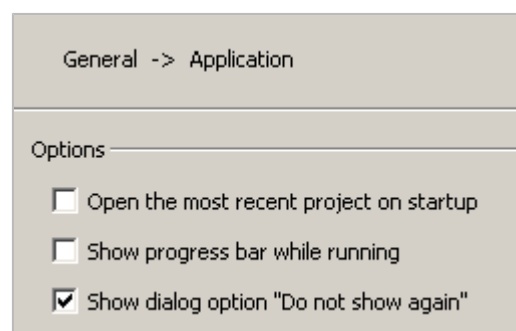 General -> Application
Options
Open the most recent project on startup
Show progress bar while running
Show dialog option "Do not show again"